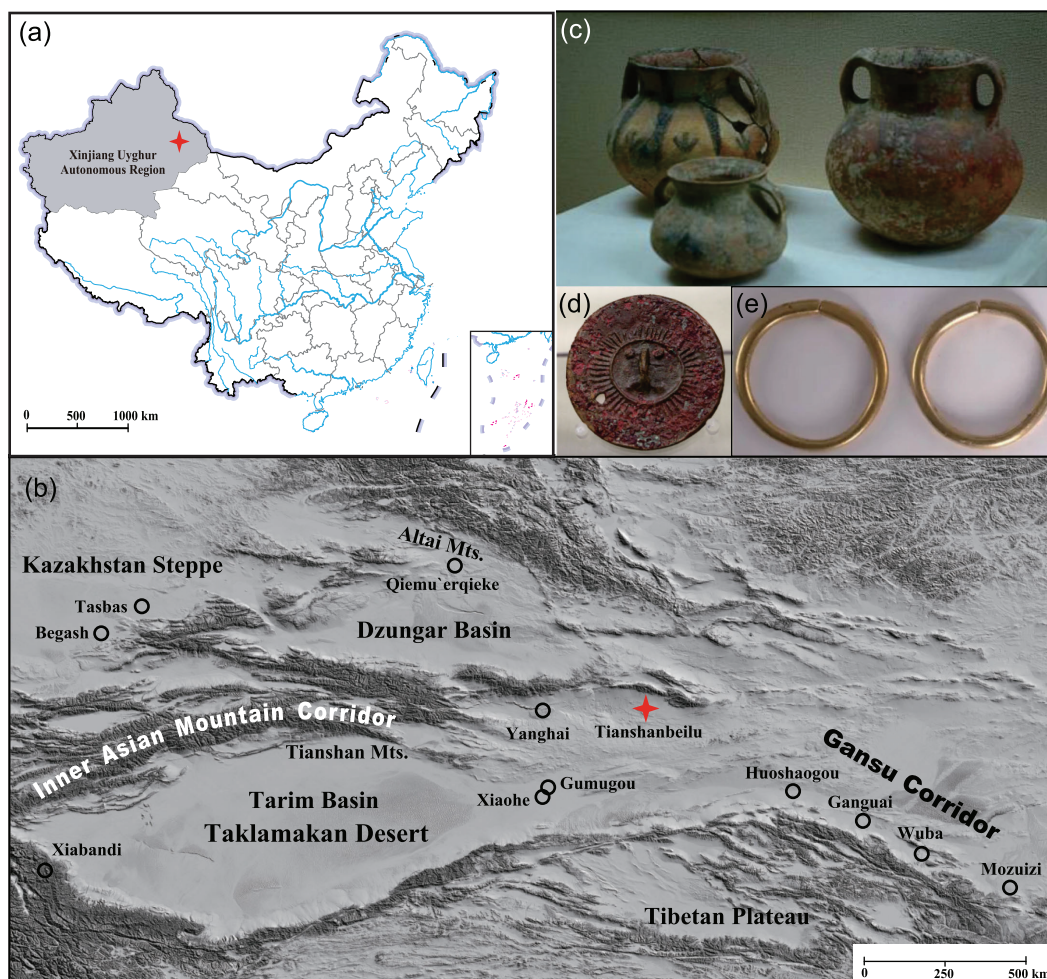 (a)
Xinjiang Uyghur
Autonomous Region
0 500 1000 km
(c)
(d)
(e)
(b)
Altai Mts.
Kazakhstan Steppe
Qiemu`erqieke
Tasbas
Begash
Dzungar Basin
Inner Asian Mountain Corridor
Yanghai
Tianshanbeilu
Tianshan Mts.
Gansu Corridor
Huoshaogou
Gumugou
Xiaohe
Tarim Basin
Taklamakan Desert
Ganguai
Wuba
Xiabandi
Mozuizi
Tibetan Plateau
0 250 500 km